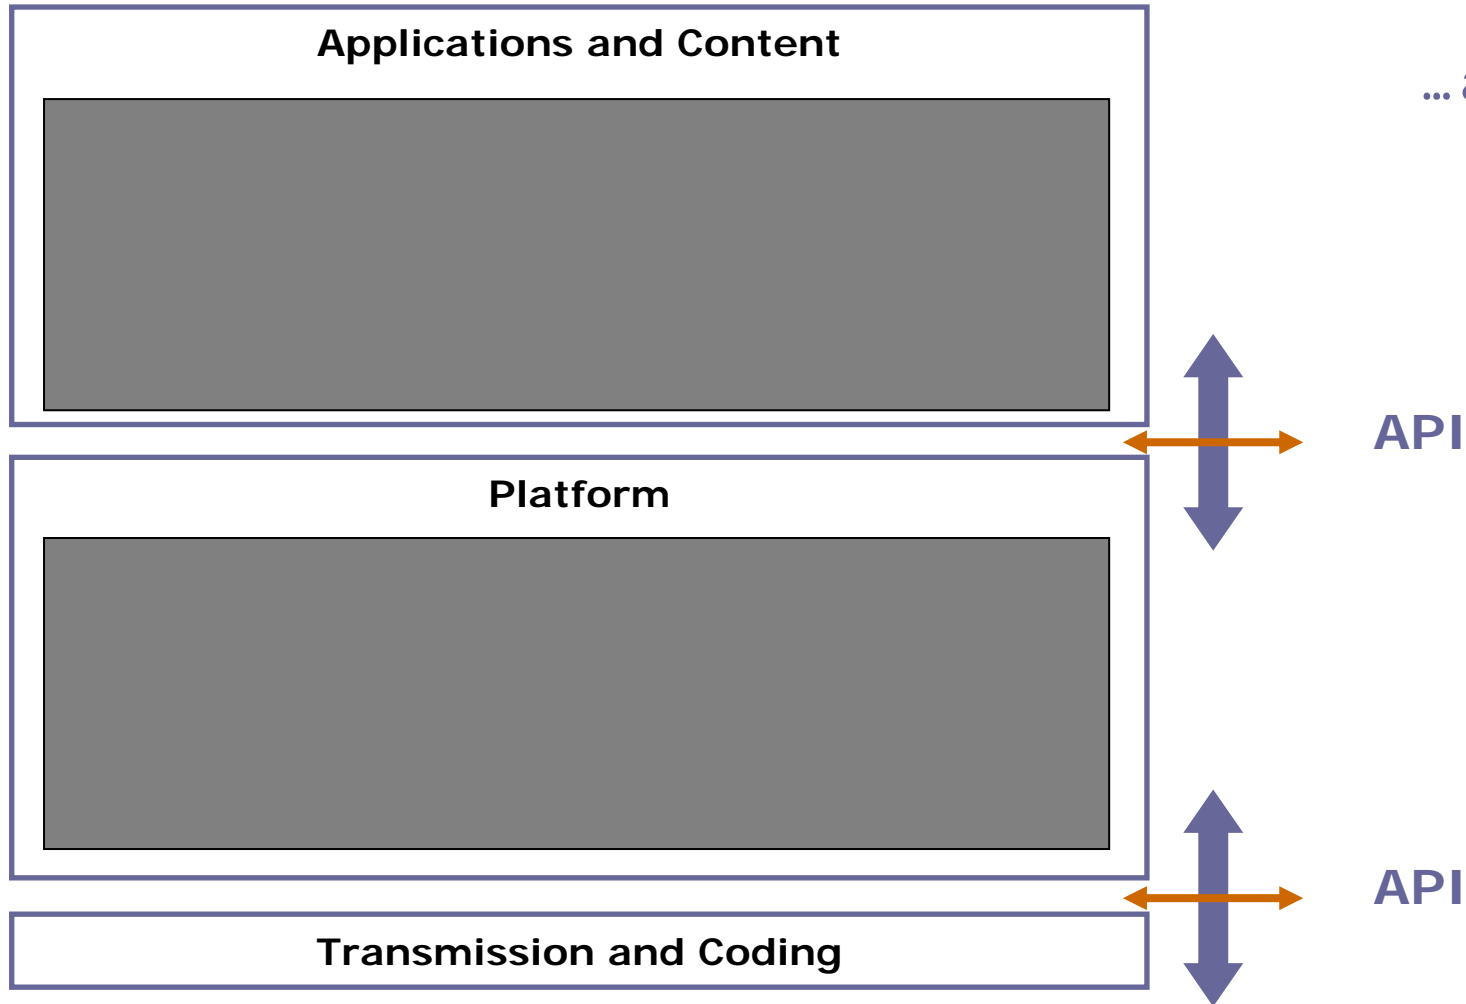 Applications and Content
...
API
Platform
API
Transmission and Coding